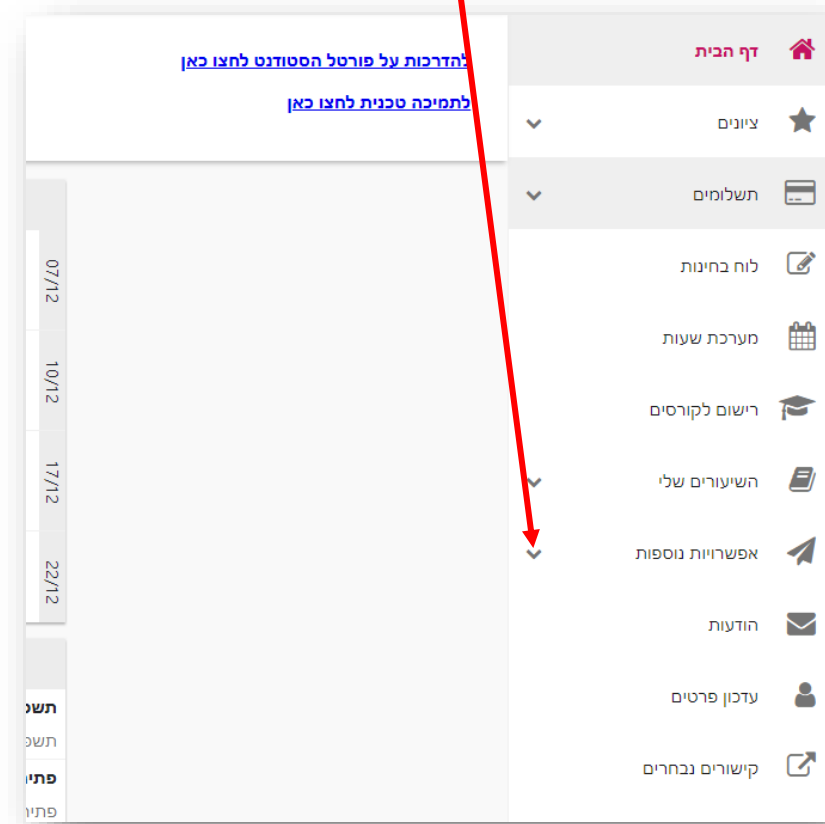 דף הבית
ציונים
תשלומים
לוח בחינות
מערכת שעות
רישום לקורסים
השיעורים שלי
אפשרויות נוספות
הודעות
עדכון פרטים
קישורים נבחרים
להדרכות על פורטל הסטודנט לחצו כאן
לתמיכה טכנית לחצו כאן
07/12
10/12
17/12
22/12